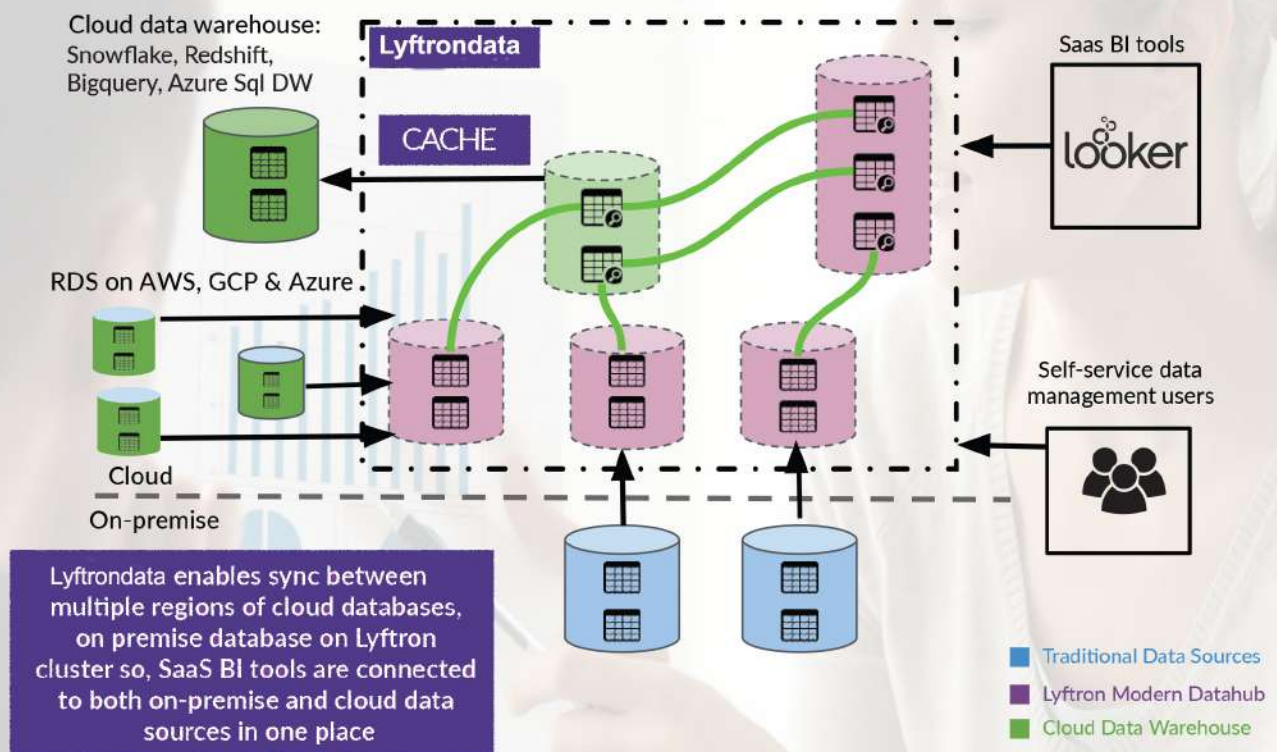 Cloud data warehouse:
Snowflake, Redshift,
Bigquery, Azure Sql DW
Lyftrondata
CACHE
Saas BI tools
looker
RDS on AWS, GCP & Azure
Self-service data
management users
Cloud
On-premise
Lyftrondata enables sync between
multiple regions of cloud databases,
on premise database on Lyftron
cluster so, SaaS BI tools are connected
to both on-premise and cloud data
sources in one place
Traditional Data Sources
Lyftron Modern Datahub
Cloud Data Warehouse